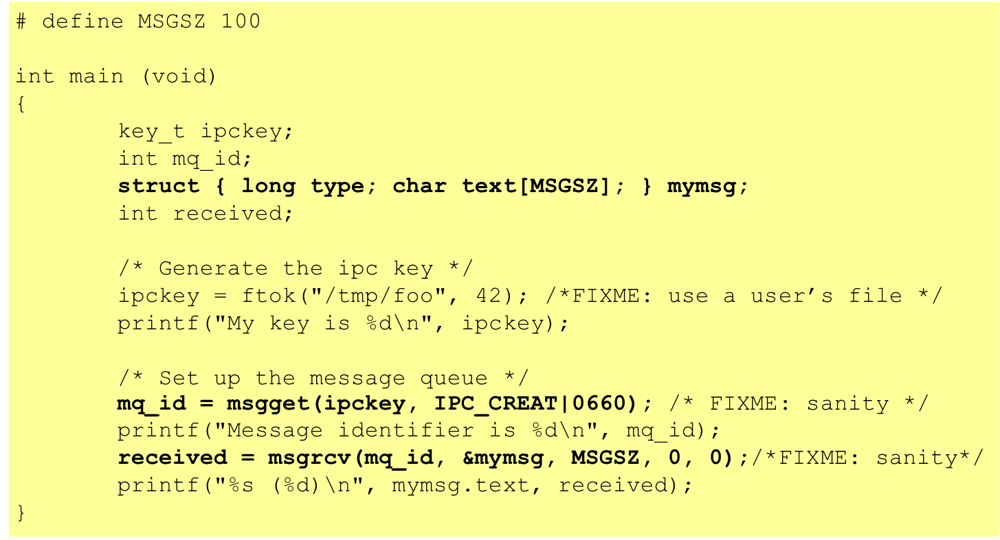 # define MSGSZ 100
int main (void)
{
key_t ipckey;
int mq_id;
struct { long type; char text[MSGSZ]; } mymsg;
int received;
/* Generate the ipc key */
ipckey = ftok("/tmp/foo", 42); /*FIXME: use a user’s file */
printf("My key is %d\n", ipckey);
/* Set up the message queue */
mq_id = msgget(ipckey, IPC_CREAT|0660); /* FIXME: sanity */
printf("Message identifier is %d\n", mq_id);
received = msgrcv(mq_id, &mymsg, MSGSZ, 0, 0);/*FIXME: sanity*/
printf("%s (%d)\n", mymsg.text, received);
}